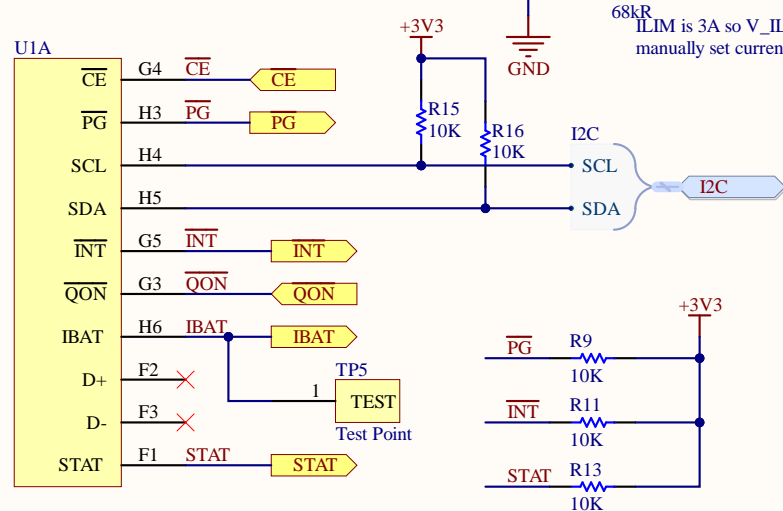 68kR
ILIM is 3A so V_IL
manually set curren
+3V3
GND
U1A
CE G4 CE CE
PG H3 PG PG
R15
10K
R16
10K
I2C
SCL H4 SCL
I2C
SDA H5 SDA
INT G5 INT INT
QON G3 QON QON
IBAT H6 IBAT IBAT
D+ F2
TP5
1 TEST
Test Point
D- F3
STAT F1 STAT STAT
+3V3
PG R9
10K
INT R11
10K
STAT R13
10K